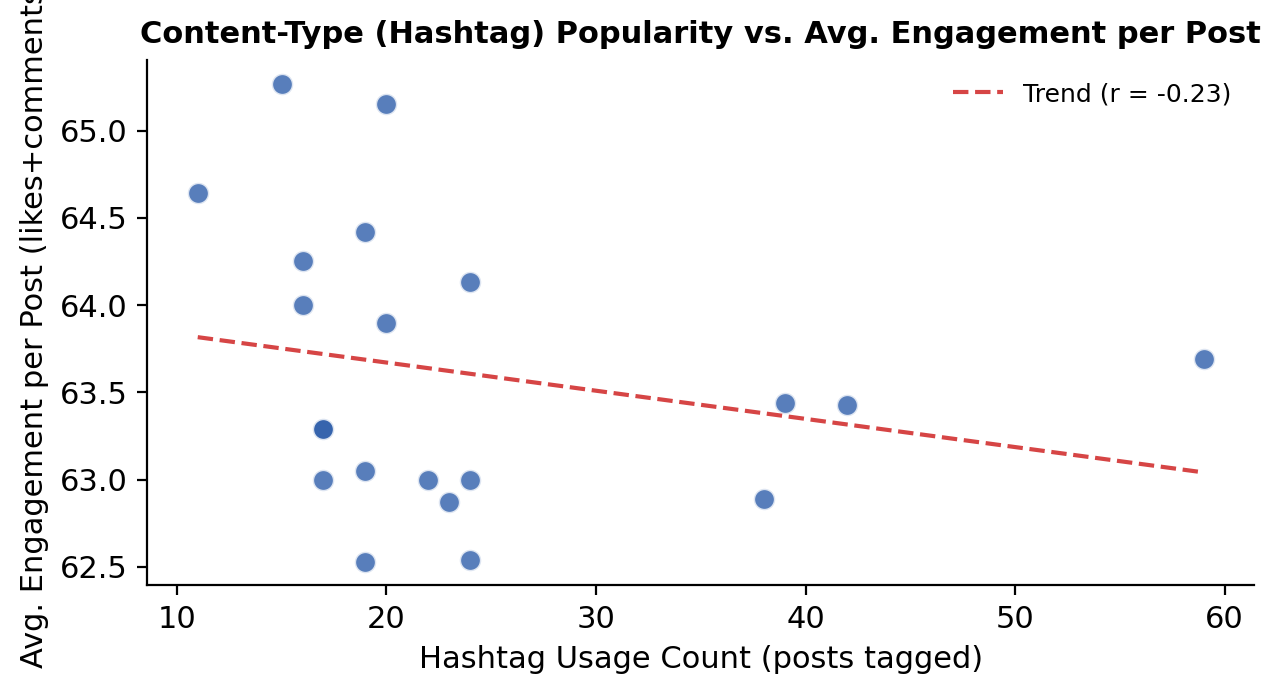 Content-Type (Hashtag) Popularity vs. Avg. Engagement per Post
Trend (r = -0.23)
Avg. Engagement per Post (likes+comments
65.0
64.5
64.0
63.5
63.0
62.5
10 20 30 40 50 60
Hashtag Usage Count (posts tagged)